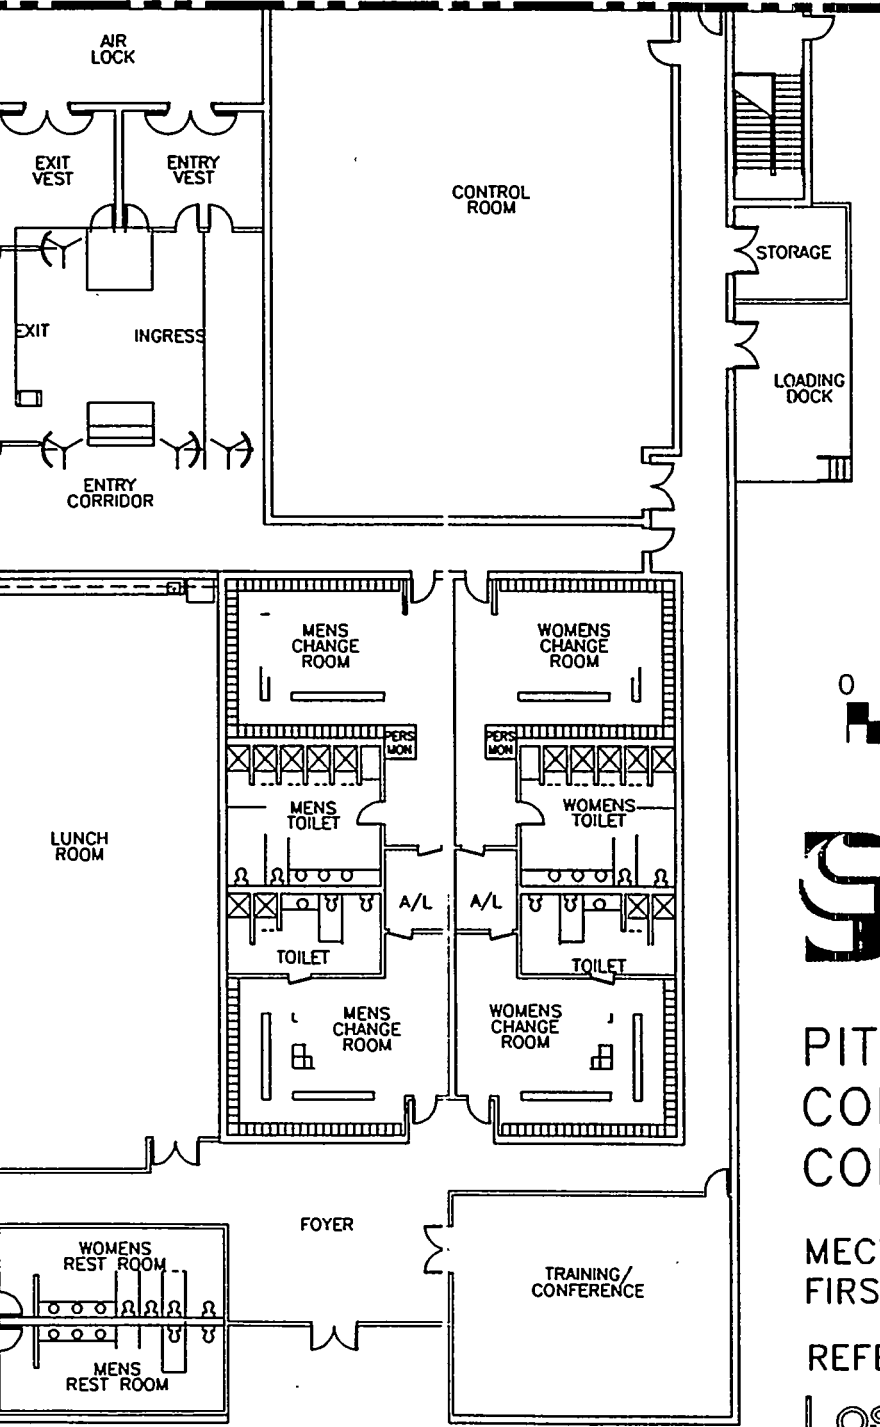 AIR
LOCK
EXIT
VEST
ENTRY
VEST
CONTROL
ROOM
STORAGE
EXIT
INGRESS
LOADING
DOCK
ENTRY
CORRIDOR
MENS
CHANGE
ROOM
WOMENS
CHANGE
ROOM
0
PERS
MON
PERS
MON
MENS
TOILET
WOMENS
TOILET
LUNCH
ROOM
A/L
A/L
TOILET
TOILET
MENS
CHANGE
ROOM
WOMENS
CHANGE
ROOM
PIT
CO
CO
FOYER
WOMENS
REST ROOM
MEC
FIRS
TRAINING/
CONFERENCE
REFE
MENS
REST ROOM
LOS